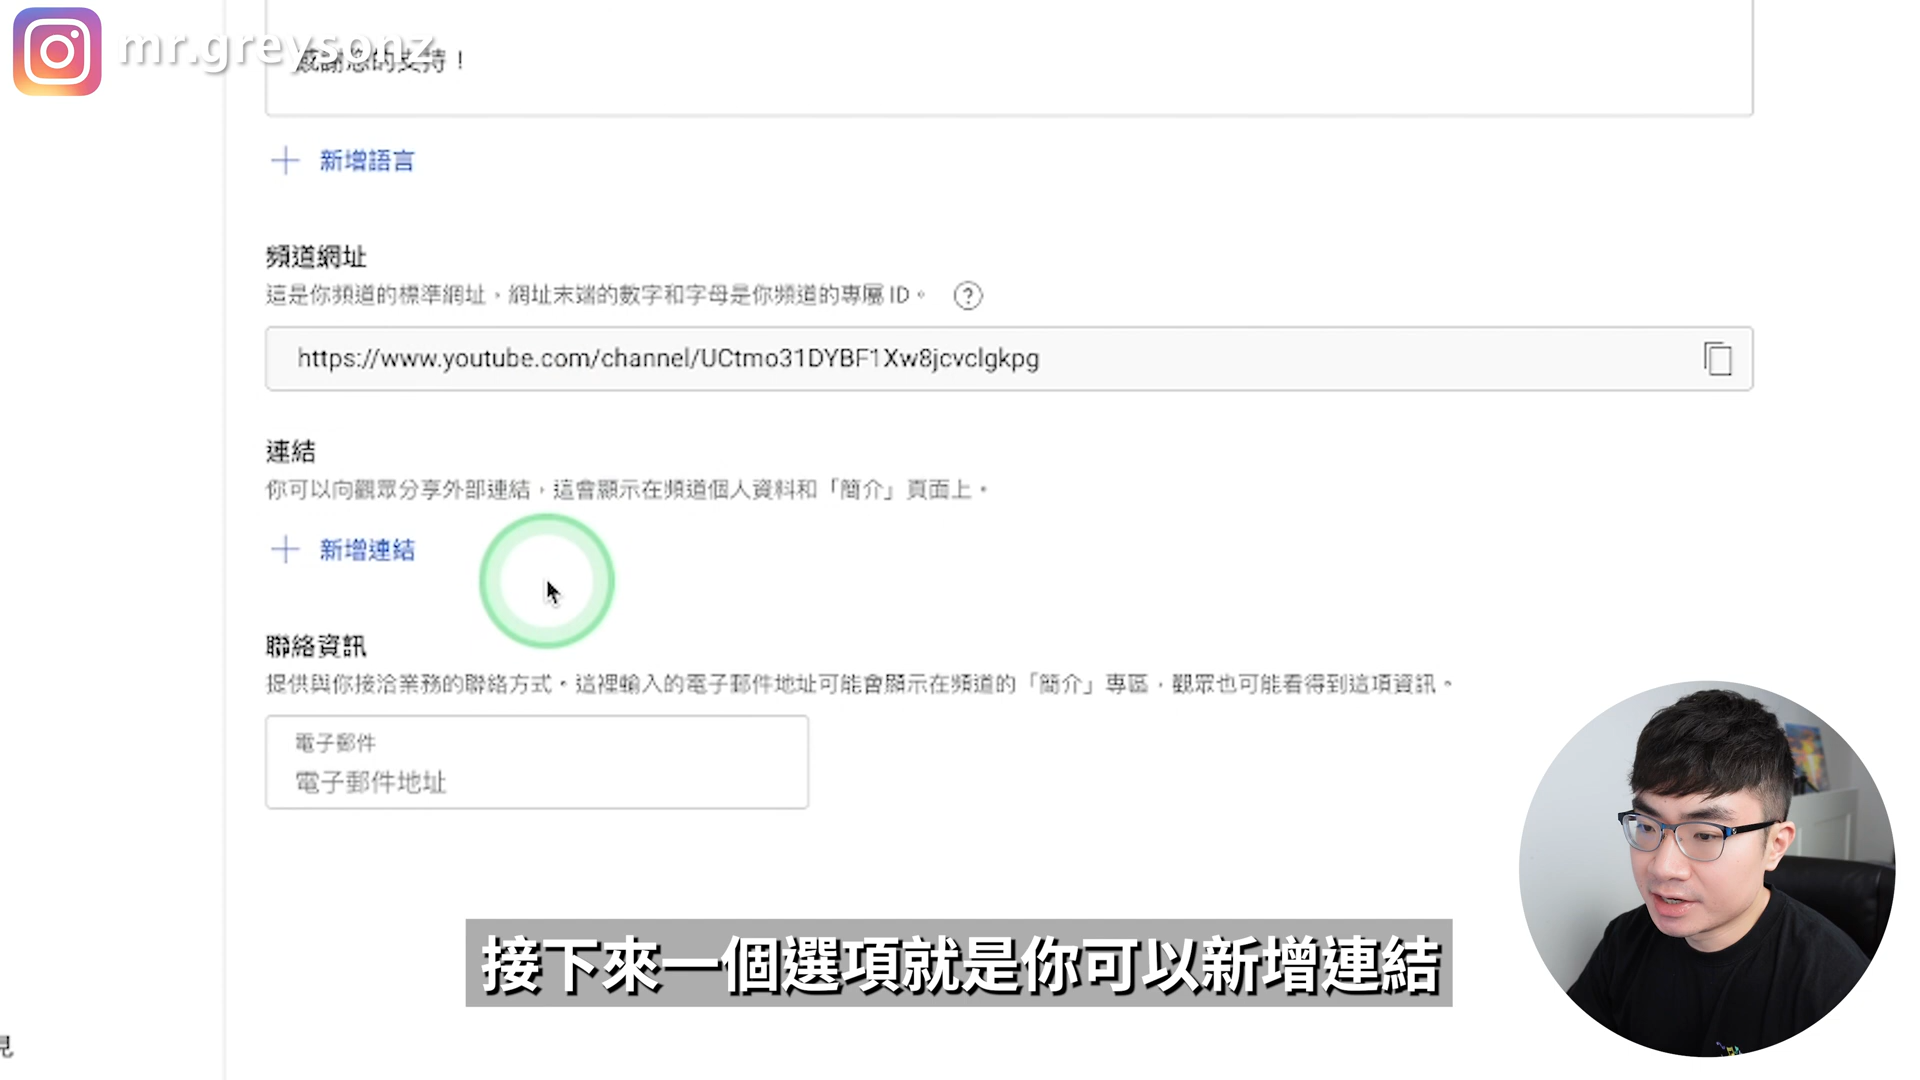 mr.greysonz
感謝您的支持！
新增語言
頻道網址
這是你頻道的標準網址，網址末端的數字和字母是你頻道的專屬 ID。
https://www.youtube.com/channel/UCtmo31DYBF1Xw8jcvclgkpg
連結
你可以向觀眾分享外部連結，這會顯示在頻道個人資料和「簡介」頁面上。
新增連結
聯絡資訊
提供與你接洽業務的聯絡方式。這裡輸入的電子郵件地址可能會顯示在頻道的「簡介」專區，觀眾也可能看得到這項資訊。
電子郵件
電子郵件地址
接下來一個選項就是你可以新增連結
見